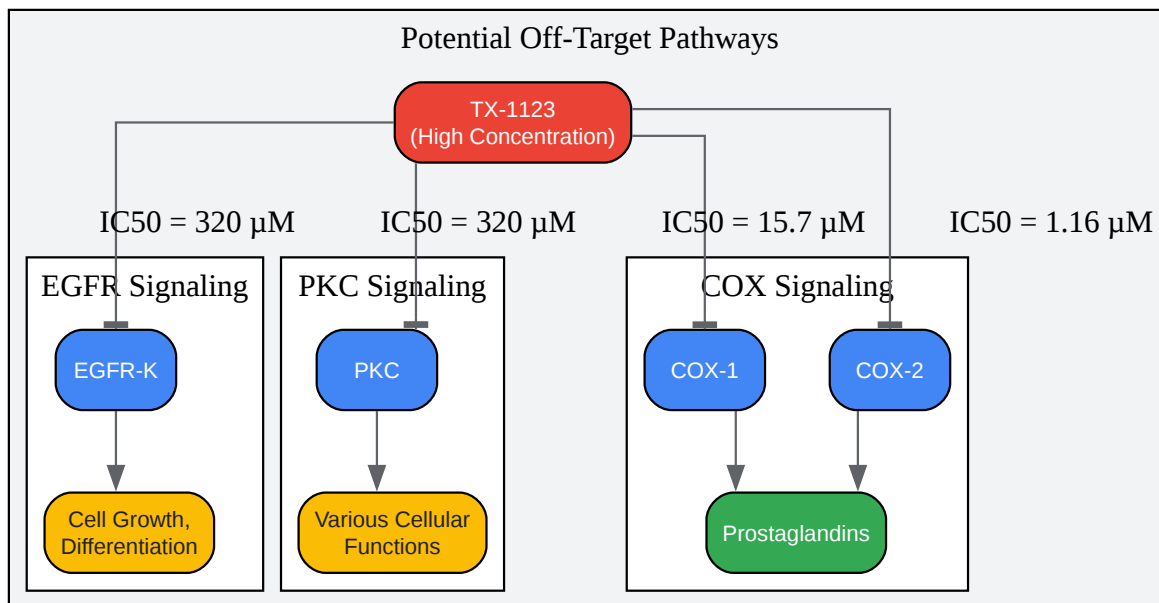 Potential Off-Target Pathways
TX-1123
(High Concentration)
IC50 = 320 µM
IC50 = 320 µM
IC50 = 15.7 µM
IC50 = 1.16 µM
EGFR Signaling
PKC Signaling
COX Signaling
EGFR-K
PKC
COX-1
COX-2
Cell Growth,
Differentiation
Various Cellular
Functions
Prostaglandins